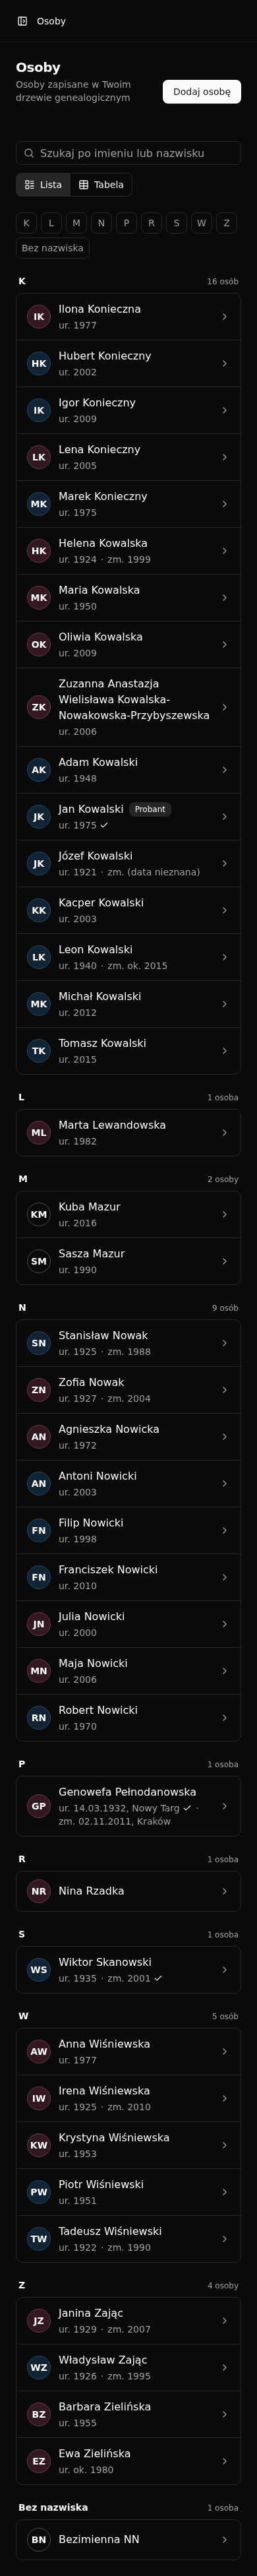 Osoby
Osoby
Osoby zapisane w Twoim
drzewie genealogicznym
Dodaj osobę
Szukaj po imieniu lub nazwisku
Lista
Tabela
K L M N P R S W Z
Bez nazwiska
K 16 osób
IK Ilona Konieczna
ur. 1977
HK Hubert Konieczny
ur. 2002
IK Igor Konieczny
ur. 2009
LK Lena Konieczny
ur. 2005
MK Marek Konieczny
ur. 1975
HK Helena Kowalska
ur. 1924 · zm. 1999
MK Maria Kowalska
ur. 1950
OK Oliwia Kowalska
ur. 2009
Zuzanna Anastazja
Wielisława Kowalska-
ZK Nowakowska-Przybyszewska
ur. 2006
AK Adam Kowalski
ur. 1948
JK Jan Kowalski Probant
ur. 1975 ✓
JK Józef Kowalski
ur. 1921 · zm. (data nieznana)
KK Kacper Kowalski
ur. 2003
LK Leon Kowalski
ur. 1940 · zm. ok. 2015
MK Michał Kowalski
ur. 2012
TK Tomasz Kowalski
ur. 2015
L 1 osoba
ML Marta Lewandowska
ur. 1982
M 2 osoby
KM Kuba Mazur
ur. 2016
SM Sasza Mazur
ur. 1990
N 9 osób
SN Stanisław Nowak
ur. 1925 · zm. 1988
ZN Zofia Nowak
ur. 1927 · zm. 2004
AN Agnieszka Nowicka
ur. 1972
AN Antoni Nowicki
ur. 2003
FN Filip Nowicki
ur. 1998
FN Franciszek Nowicki
ur. 2010
JN Julia Nowicki
ur. 2000
MN Maja Nowicki
ur. 2006
RN Robert Nowicki
ur. 1970
P 1 osoba
GP Genowefa Pełnodanowska
ur. 14.03.1932, Nowy Targ ✓ ·
zm. 02.11.2011, Kraków
R 1 osoba
NR Nina Rzadka
S 1 osoba
WS Wiktor Skanowski
ur. 1935 · zm. 2001 ✓
W 5 osób
AW Anna Wiśniewska
ur. 1977
IW Irena Wiśniewska
ur. 1925 · zm. 2010
KW Krystyna Wiśniewska
ur. 1953
PW Piotr Wiśniewski
ur. 1951
TW Tadeusz Wiśniewski
ur. 1922 · zm. 1990
Z 4 osoby
JZ Janina Zając
ur. 1929 · zm. 2007
WZ Władysław Zając
ur. 1926 · zm. 1995
BZ Barbara Zielińska
ur. 1955
EZ Ewa Zielińska
ur. ok. 1980
Bez nazwiska 1 osoba
BN Bezimienna NN